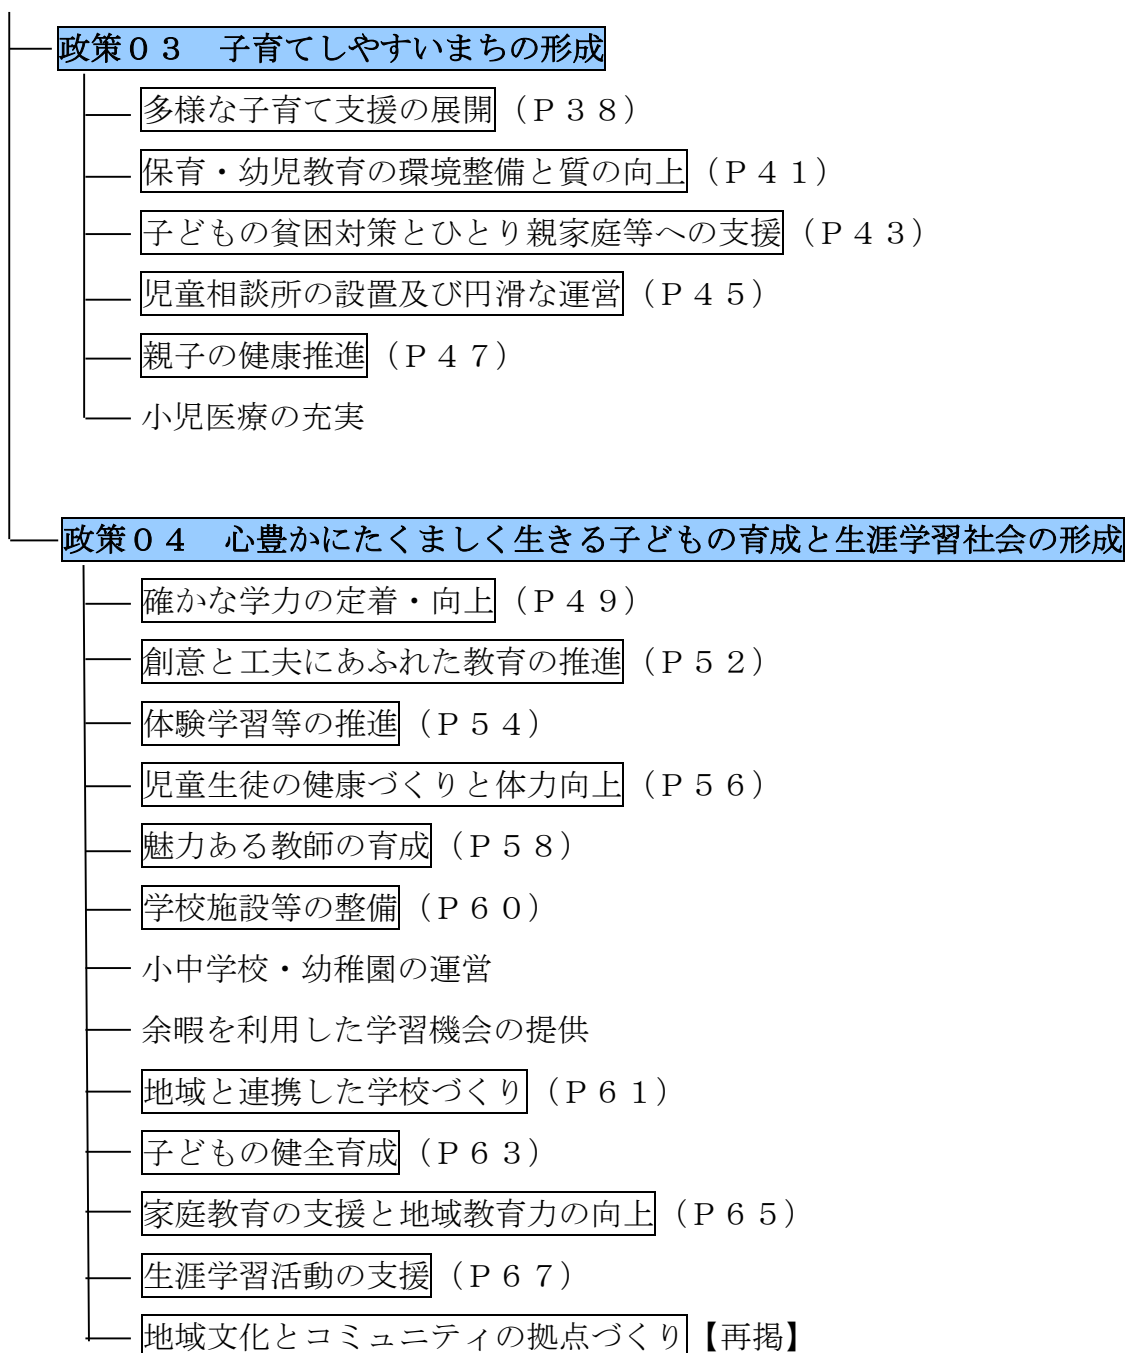 政策０３　子育てしやすいまちの形成
多様な子育て支援の展開（Ｐ３８）
保育・幼児教育の環境整備と質の向上（Ｐ４１）
子どもの貧困対策とひとり親家庭等への支援（Ｐ４３）
児童相談所の設置及び円滑な運営（Ｐ４５）
親子の健康推進（Ｐ４７）
小児医療の充実
政策０４　心豊かにたくましく生きる子どもの育成と生涯学習社会の形成
確かな学力の定着・向上（Ｐ４９）
創意と工夫にあふれた教育の推進（Ｐ５２）
体験学習等の推進（Ｐ５４）
児童生徒の健康づくりと体力向上（Ｐ５６）
魅力ある教師の育成（Ｐ５８）
学校施設等の整備（Ｐ６０）
小中学校・幼稚園の運営
余暇を利用した学習機会の提供
地域と連携した学校づくり（Ｐ６１）
子どもの健全育成（Ｐ６３）
家庭教育の支援と地域教育力の向上（Ｐ６５）
生涯学習活動の支援（Ｐ６７）
地域文化とコミュニティの拠点づくり【再掲】